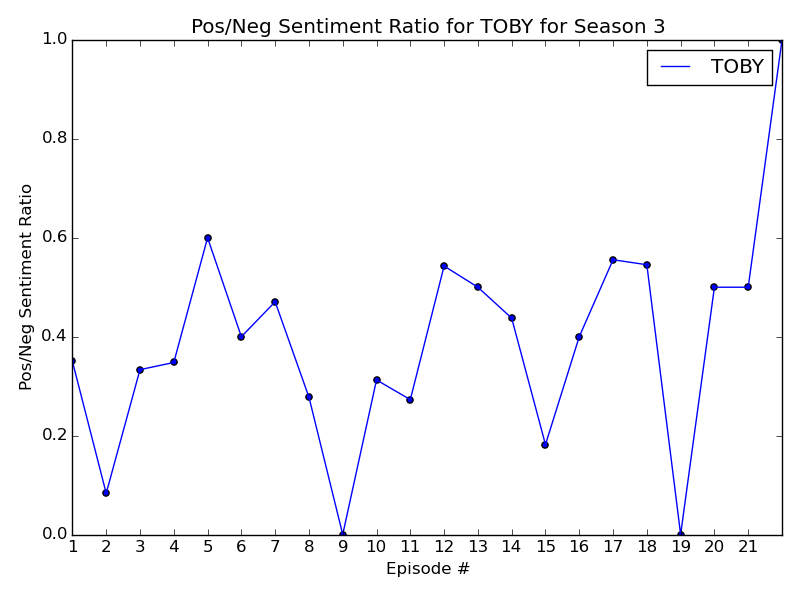 Pos/Neg Sentiment Ratio for TOBY for Season 3
TOBY
1.0
0.8
0.6
0.4
0.2
0.0
Pos/Neg Sentiment Ratio
1 2 3 4 5 6 7 8 9 10 11 12 13 14 15 16 17 18 19 20 21
Episode #